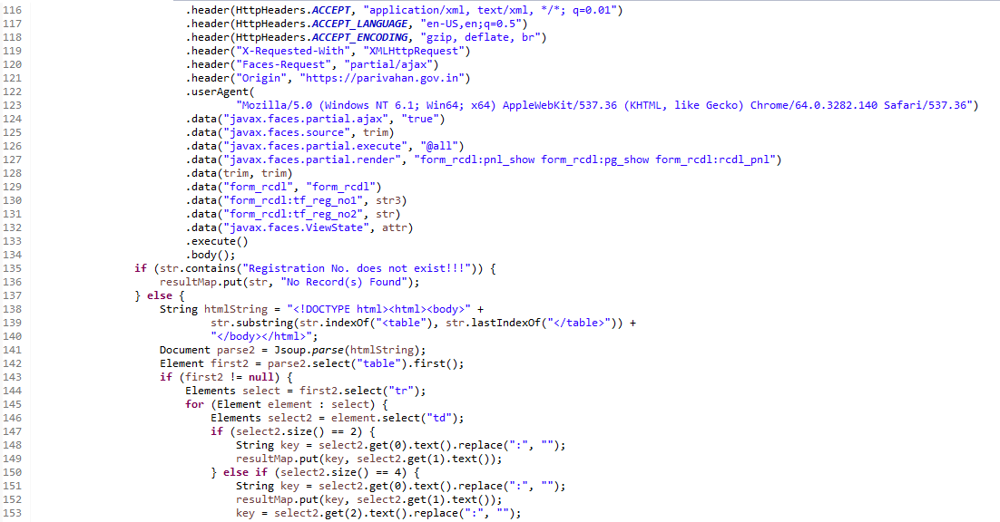 116 .header(HttpHeaders.ACCEPT, "application/xml, text/xml, */*; q=0.01")
117 .header(HttpHeaders.ACCEPT_LANGUAGE, "en-US,en;q=0.5")
118 .header(HttpHeaders.ACCEPT_ENCODING, "gzip, deflate, br")
119 .header("X-Requested-With", "XMLHttpRequest")
120 .header("Faces-Request", "partial/ajax")
121 .header("Origin", "https://parivahan.gov.in")
122 .userAgent(
123 "Mozilla/5.0 (Windows NT 6.1; Win64; x64) AppleWebKit/537.36 (KHTML, like Gecko) Chrome/64.0.3282.140 Safari/537.36")
124 .data("javax.faces.partial.ajax", "true")
125 .data("javax.faces.source", trim)
126 .data("javax.faces.partial.execute", "@all")
127 .data("javax.faces.partial.render", "form_rcdl:pnl_show form_rcdl:pg_show form_rcdl:rcdl_pnl")
128 .data(trim, trim)
129 .data("form_rcdl", "form_rcdl")
130 .data("form_rcdl:tf_reg_no1", str3)
131 .data("form_rcdl:tf_reg_no2", str)
132 .data("javax.faces.ViewState", attr)
133 .execute()
134 .body();
135 if (str.contains("Registration No. does not exist!!!")) {
136 resultMap.put(str, "No Record(s) Found");
137 } else {
138 String htmlString = "<!DOCTYPE html><html><body>" +
139 str.substring(str.indexOf("<table"), str.lastIndexOf("</table>")) +
140 "</body></html>";
141 Document parse2 = Jsoup.parse(htmlString);
142 Element first2 = parse2.select("table").first();
143 if (first2 != null) {
144 Elements select = first2.select("tr");
145 for (Element element : select) {
146 Elements select2 = element.select("td");
147 if (select2.size() == 2) {
148 String key = select2.get(0).text().replace(":", "");
149 resultMap.put(key, select2.get(1).text());
150 } else if (select2.size() == 4) {
151 String key = select2.get(0).text().replace(":", "");
152 resultMap.put(key, select2.get(1).text());
153 key = select2.get(2).text().replace(":", "");